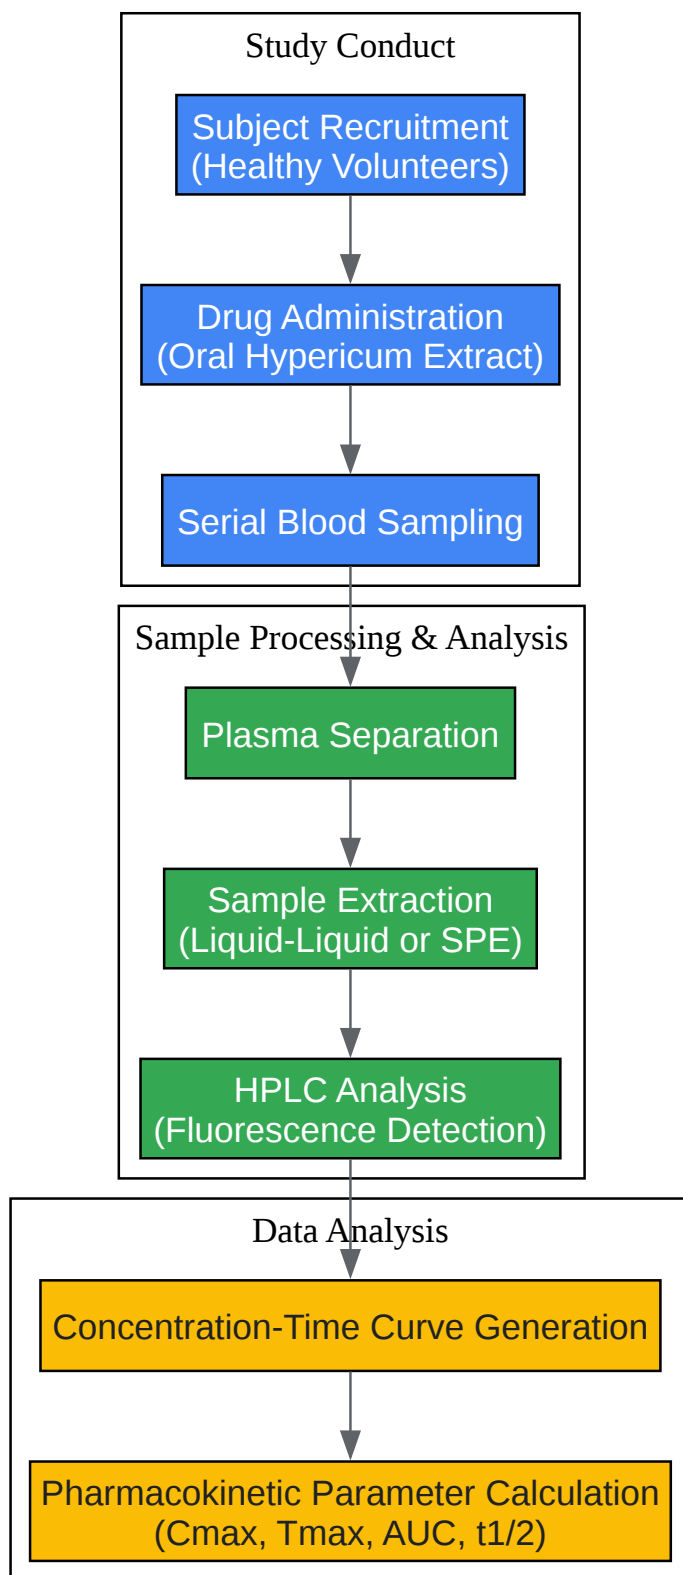 Study Conduct
Subject Recruitment
(Healthy Volunteers)
Drug Administration
(Oral Hypericum Extract)
Serial Blood Sampling
Sample Processing & Analysis
Plasma Separation
Sample Extraction
(Liquid-Liquid or SPE)
HPLC Analysis
(Fluorescence Detection)
Data Analysis
Concentration-Time Curve Generation
Pharmacokinetic Parameter Calculation
(Cmax, Tmax, AUC, t1/2)